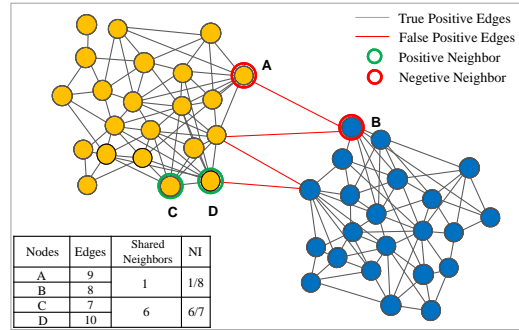 True Positive Edges
False Positive Edges
Positive Neighbor
Negetive Neighbor
A
B
C
D
Nodes Edges Shared Neighbors NI
A 9 1 1/8
B 8
C 7 6 6/7
D 10